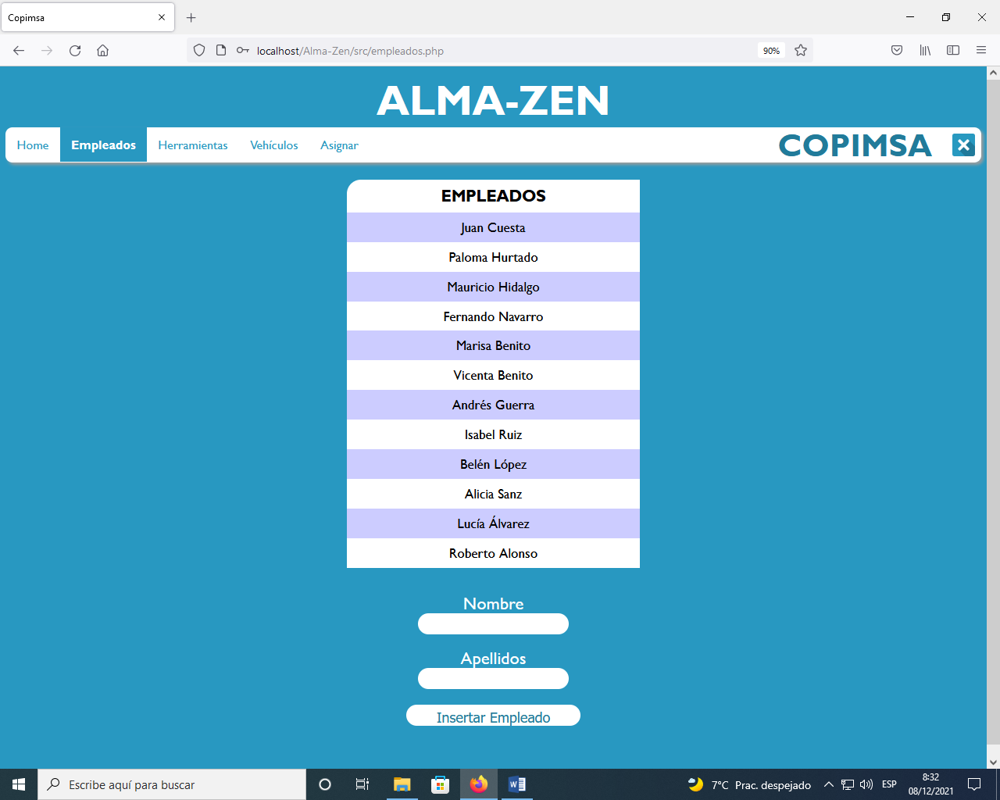 Copimsa
localhost/Alma-Zen/src/empleados.php
90%
ALMA-ZEN
Home
Empleados
Herramientas
Vehículos
Asignar
COPIMSA
EMPLEADOS
Juan Cuesta
Paloma Hurtado
Mauricio Hidalgo
Fernando Navarro
Marisa Benito
Vicenta Benito
Andrés Guerra
Isabel Ruiz
Belén López
Alicia Sanz
Lucía Álvarez
Roberto Alonso
Nombre
Apellidos
Insertar Empleado
Escribe aquí para buscar
7°C Prac. despejado
ESP
8:32
08/12/2021